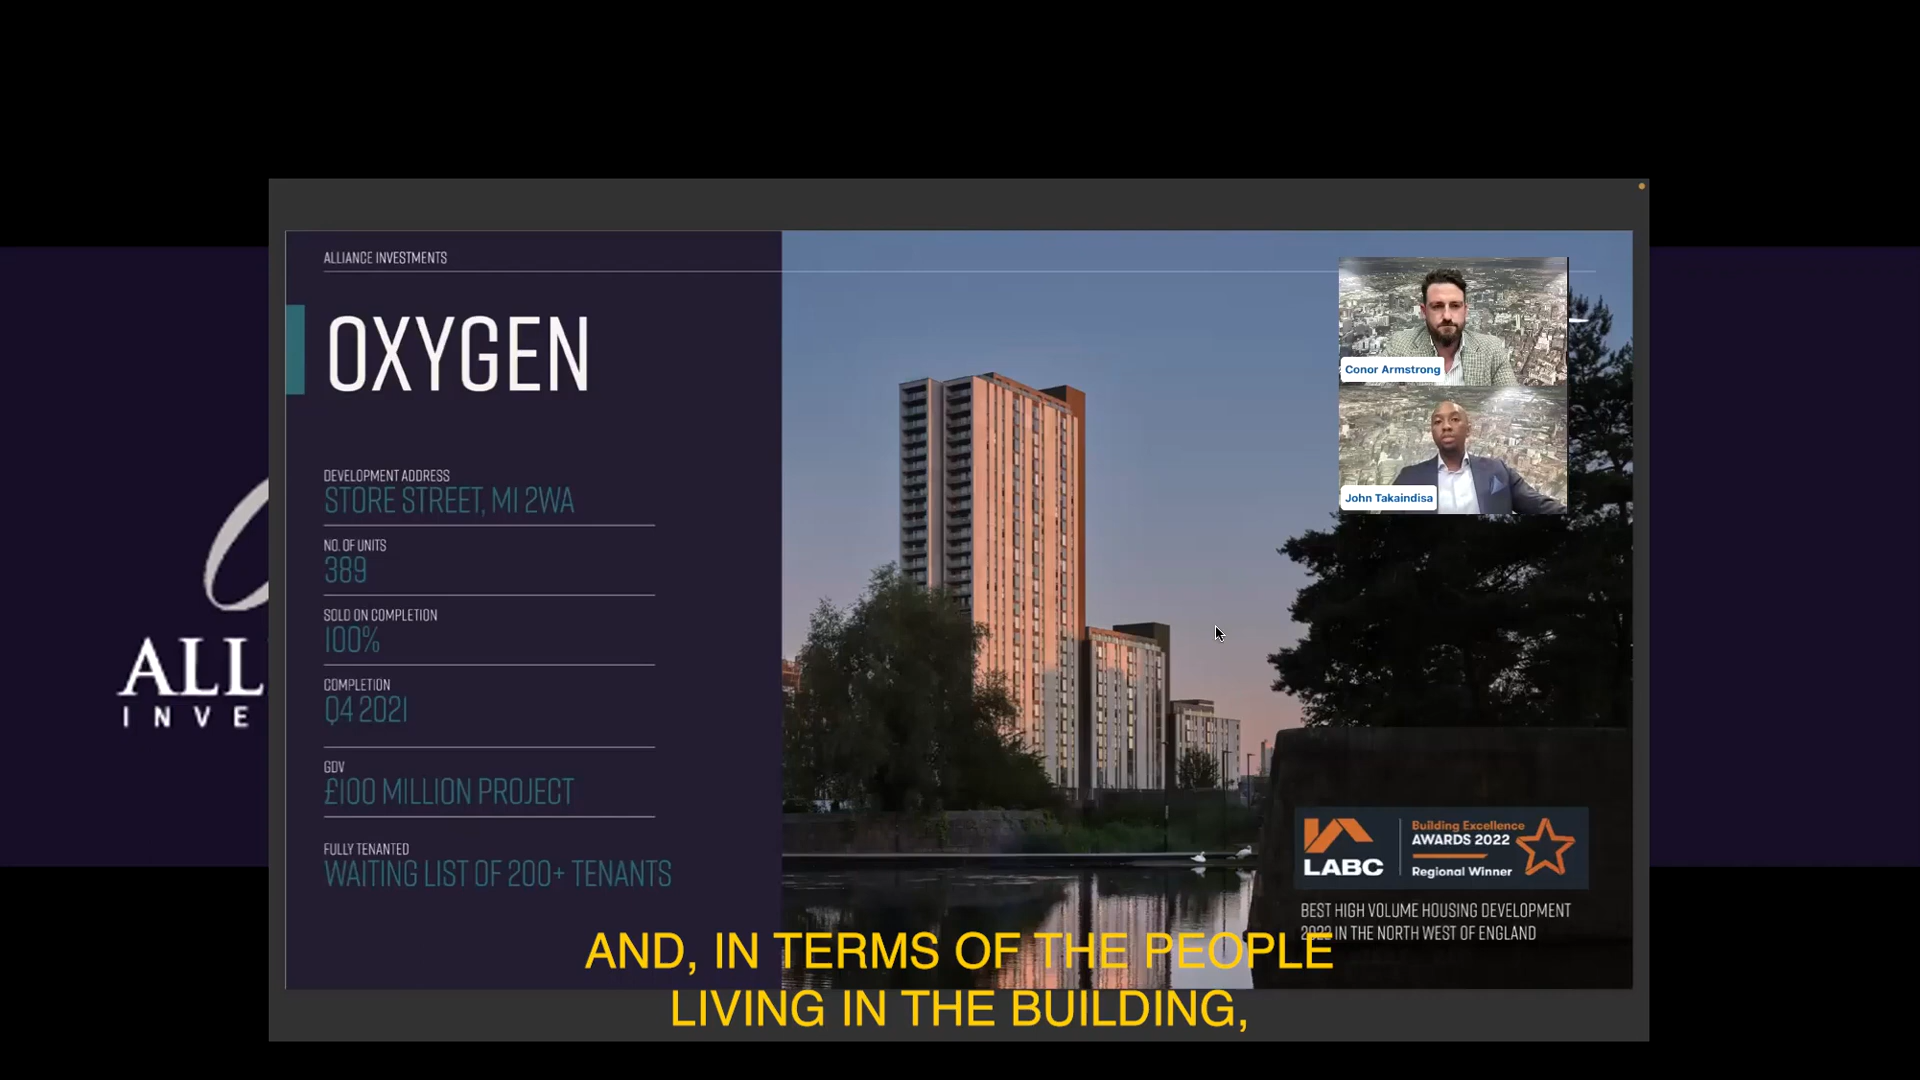 ALLIANCE INVESTMENTS
OXYGEN
DEVELOPMENT ADDRESS
STORE STREET, M1 2WA
NO. OF UNITS
389
SOLD ON COMPLETION
100%
COMPLETION
Q4 2021
GDV
£100 MILLION PROJECT
FULLY TENANTED
WAITING LIST OF 200+ TENANTS
ALL
INVE
Conor Armstrong
John Takaindisa
LABC
Building Excellence
AWARDS 2022
Regional Winner
BEST HIGH VOLUME HOUSING DEVELOPMENT
2022 IN THE NORTH WEST OF ENGLAND
AND, IN TERMS OF THE PEOPLE
LIVING IN THE BUILDING,